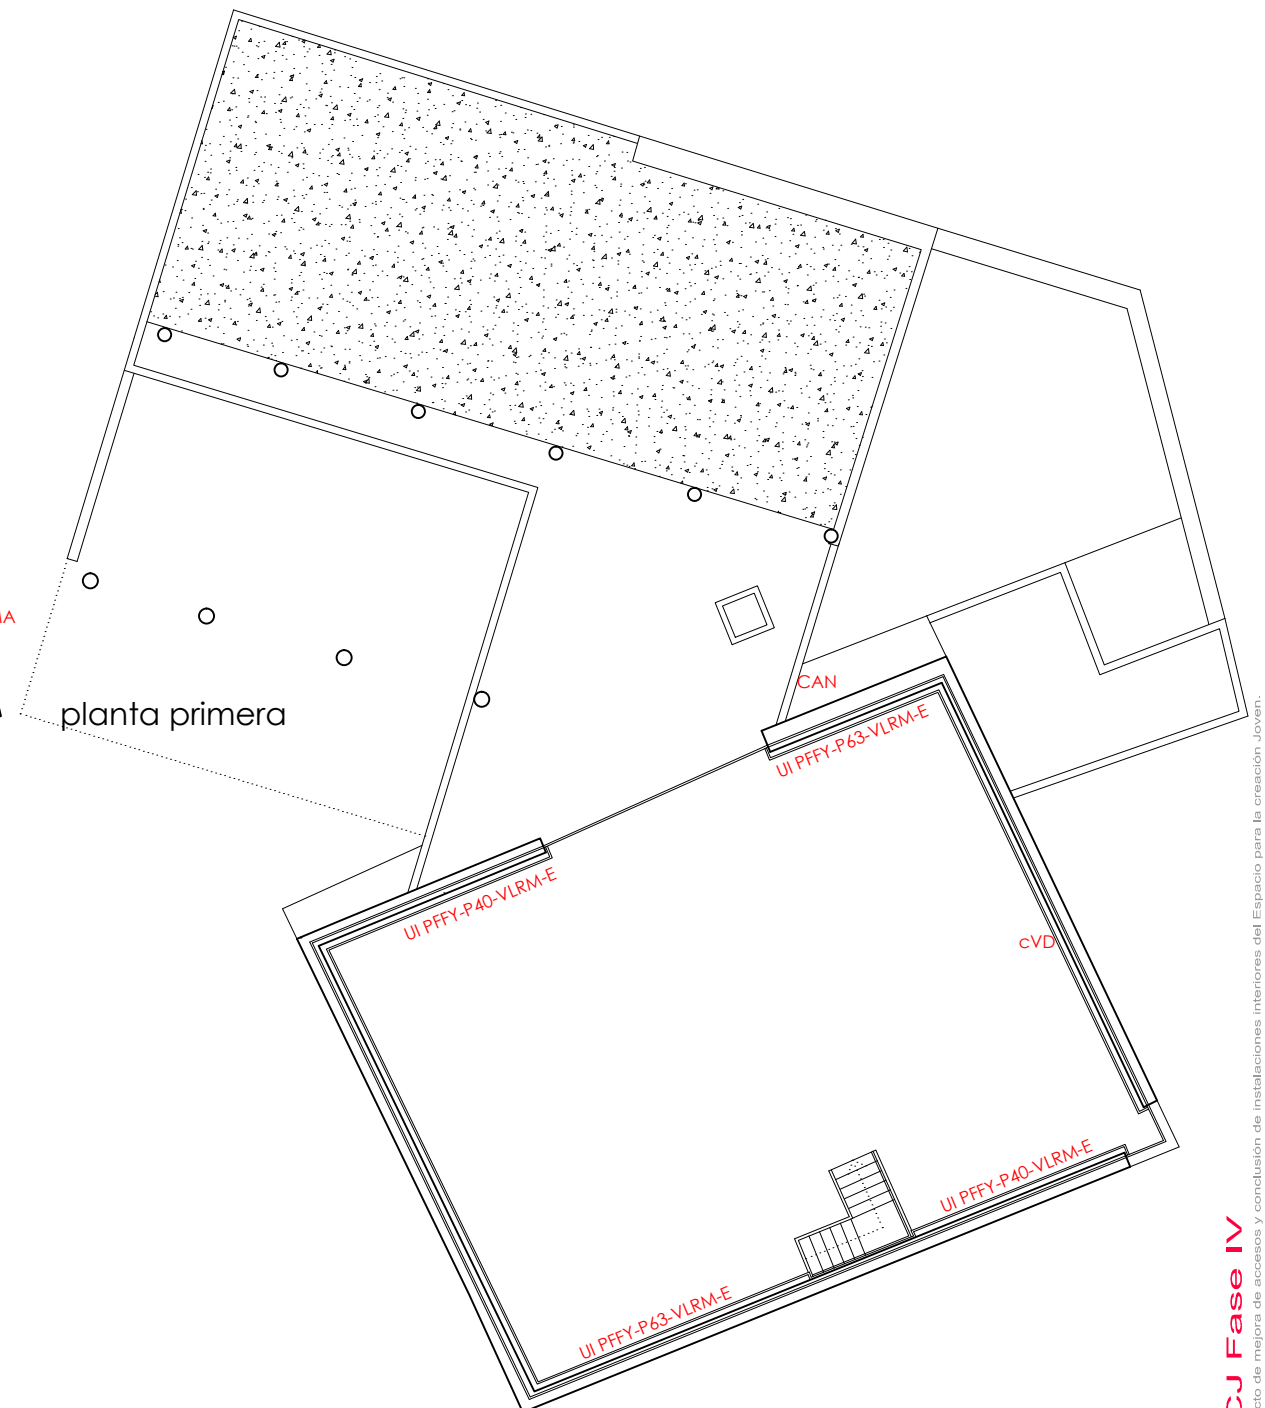 CAN
UI PFFY-P63-VLRM-E
planta primera
UI PFFY-P40-VLRM-E
cVD
UI PFFY-P40-VLRM-E
UI PFFY-P63-VLRM-E
CJ Fase IV
cto de mejora de accesos y conclusión de instalaciones interiores del Espacio para la creación Joven.